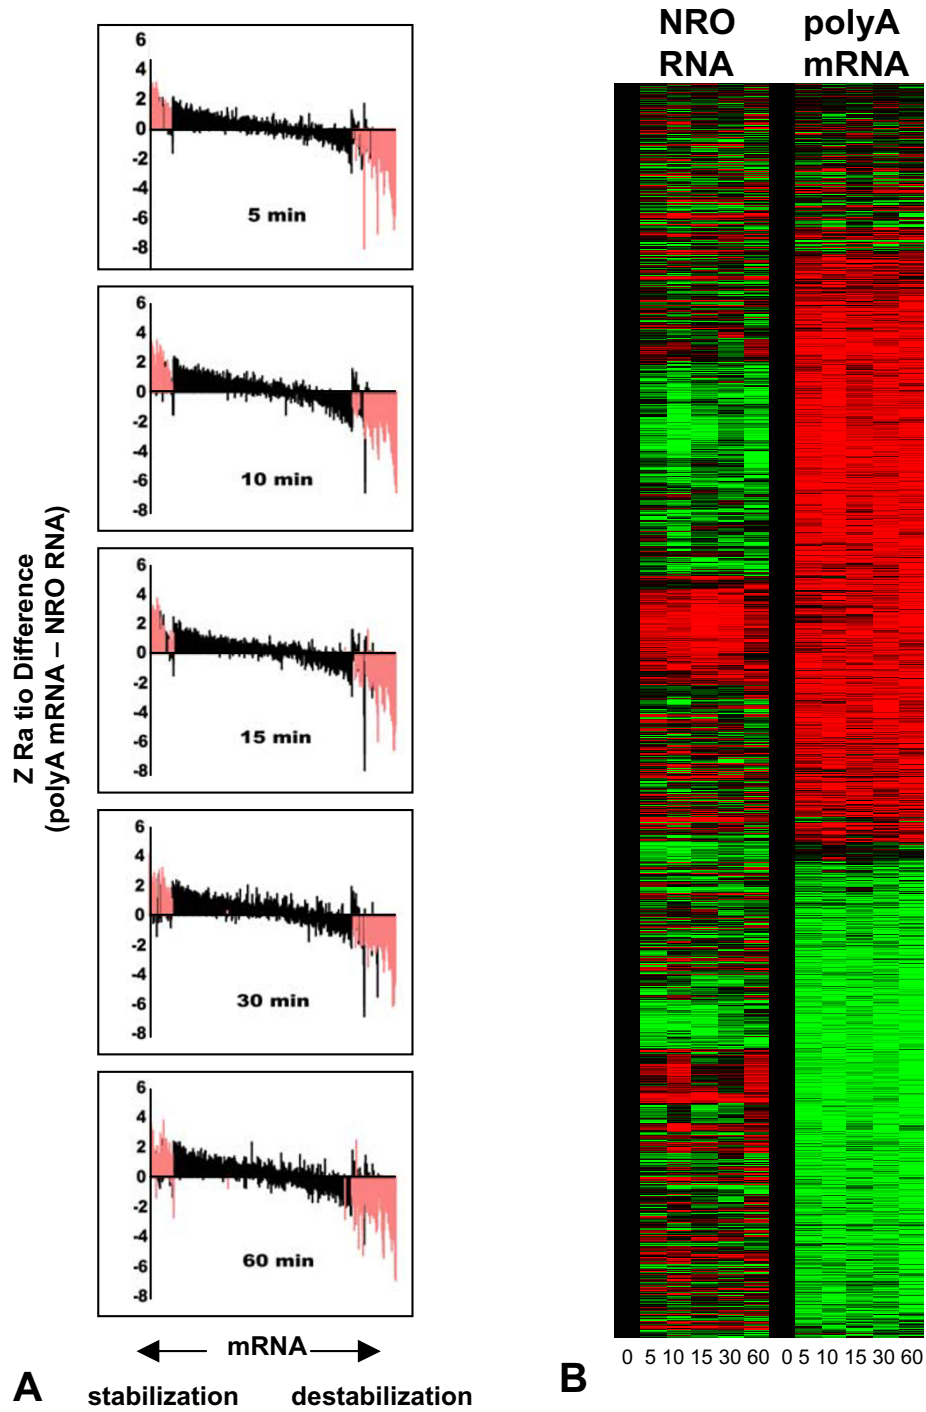 NRO polyA
RNA mRNA
6
4
2
0
-2
-4
-6
-8
5 min
6
4
2
0
-2
-4
-6
-8
10 min
6
4
2
0
-2
-4
-6
-8
15 min
6
4
2
0
-2
-4
-6
-8
30 min
6
4
2
0
-2
-4
-6
-8
60 min
Z Ra tio Difference
(polyA mRNA – NRO RNA)
mRNA
stabilization destabilization
A
0 5 10 15 30 60 0 5 10 15 30 60
B